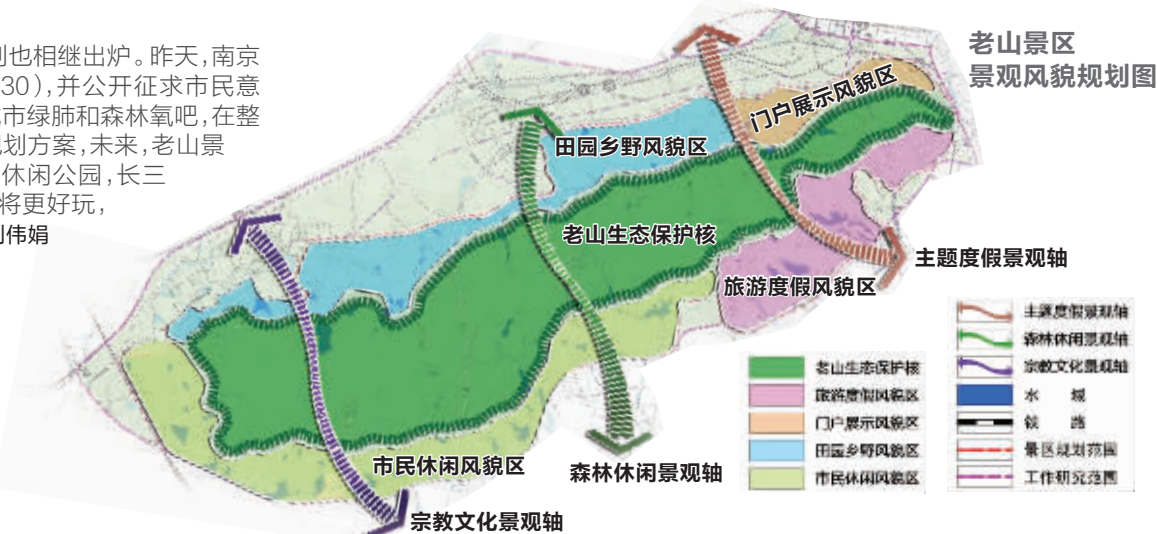 划也相继出炉。昨天,南京
30),并公开征求市民意
市绿肺和森林氧吧,在整
规划方案,未来,老山景
休闲公园,长三
将更好玩,
刘伟娟
老山景区
景观风貌规划图
门户展示风貌区
田园乡野风貌区
老山生态保护核
主题度假景观轴
旅游度假风貌区
市民休闲风貌区
森林休闲景观轴
宗教文化景观轴
老山生态保护核
旅游度假风貌区
门户展示风貌区
田园乡野风貌区
市民休闲风貌区
主题度假景观轴
森林休闲景观轴
宗教文化景观轴
水 域
铁 路
景区规划范围
工作研究范围